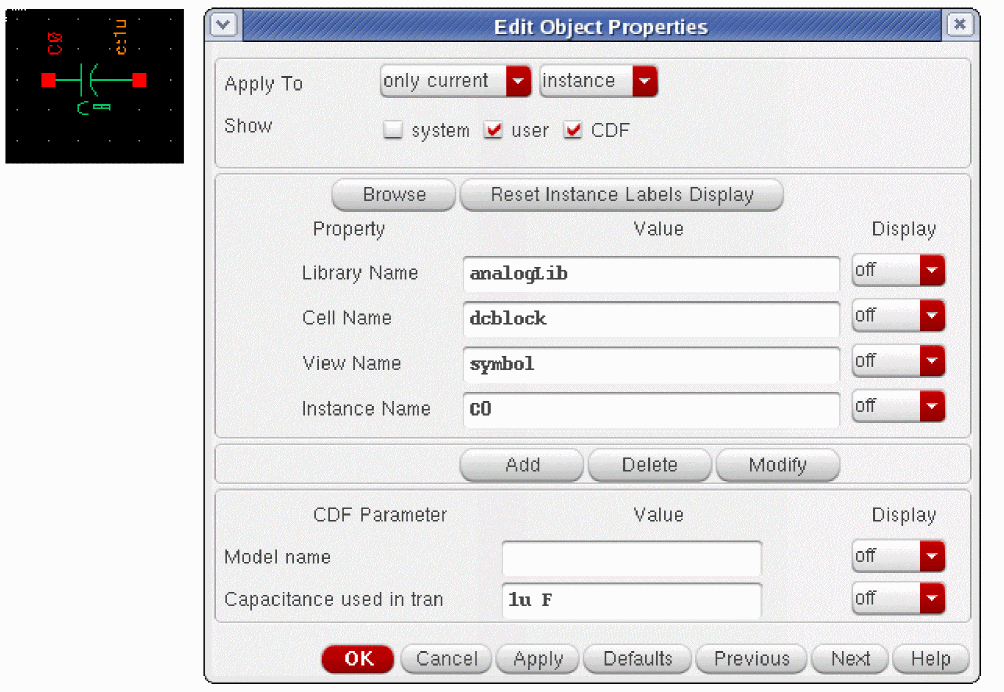 C0
c:1u
C
Edit Object Properties
Apply To only current instance
Show system user CDF
Browse Reset Instance Labels Display
Property Value Display
Library Name analogLib off
Cell Name dcblock off
View Name symbol off
Instance Name C0 off
Add Delete Modify
CDF Parameter Value Display
Model name off
Capacitance used in tran 1u F off
OK Cancel Apply Defaults Previous Next Help